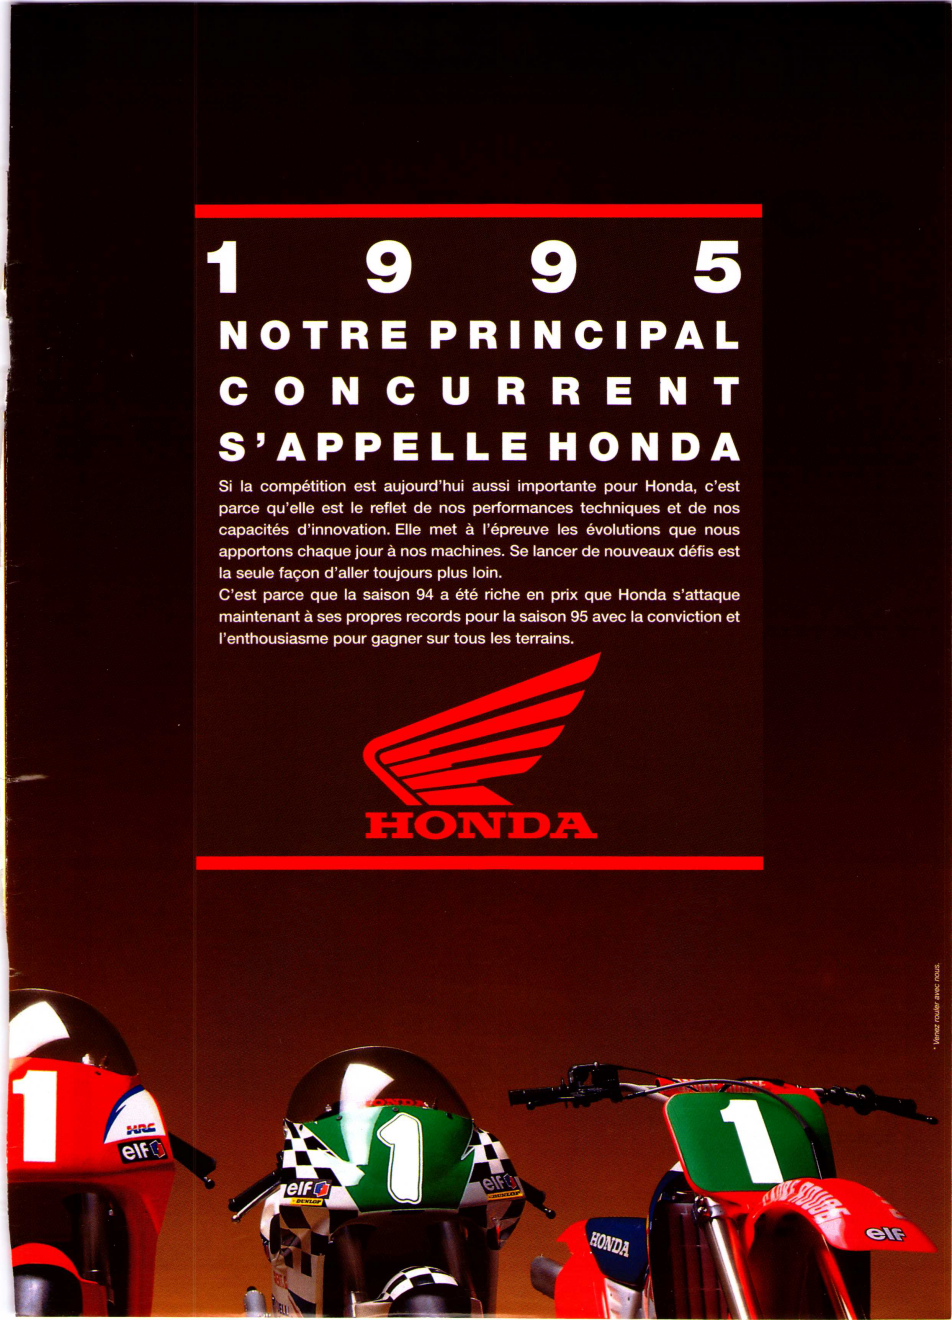 1 9 9 5
NOTRE PRINCIPAL
CONCURRENT
S'APPELLE HONDA
Si la compétition est aujourd'hui aussi importante pour Honda, c'est
parce qu'elle est le reflet de nos performances techniques et de nos
capacités d'innovation. Elle met à l'épreuve les évolutions que nous
apportons chaque jour à nos machines. Se lancer de nouveaux défis est
la seule façon d'aller toujours plus loin.
C'est parce que la saison 94 a été riche en prix que Honda s'attaque
maintenant à ses propres records pour la saison 95 avec la conviction et
l'enthousiasme pour gagner sur tous les terrains.
HONDA
* Venez rouler avec nous.
1
HRC
elf
HONDA
1
elf
DUNLOP
elf
DUNLOP
1
elf
HONDA